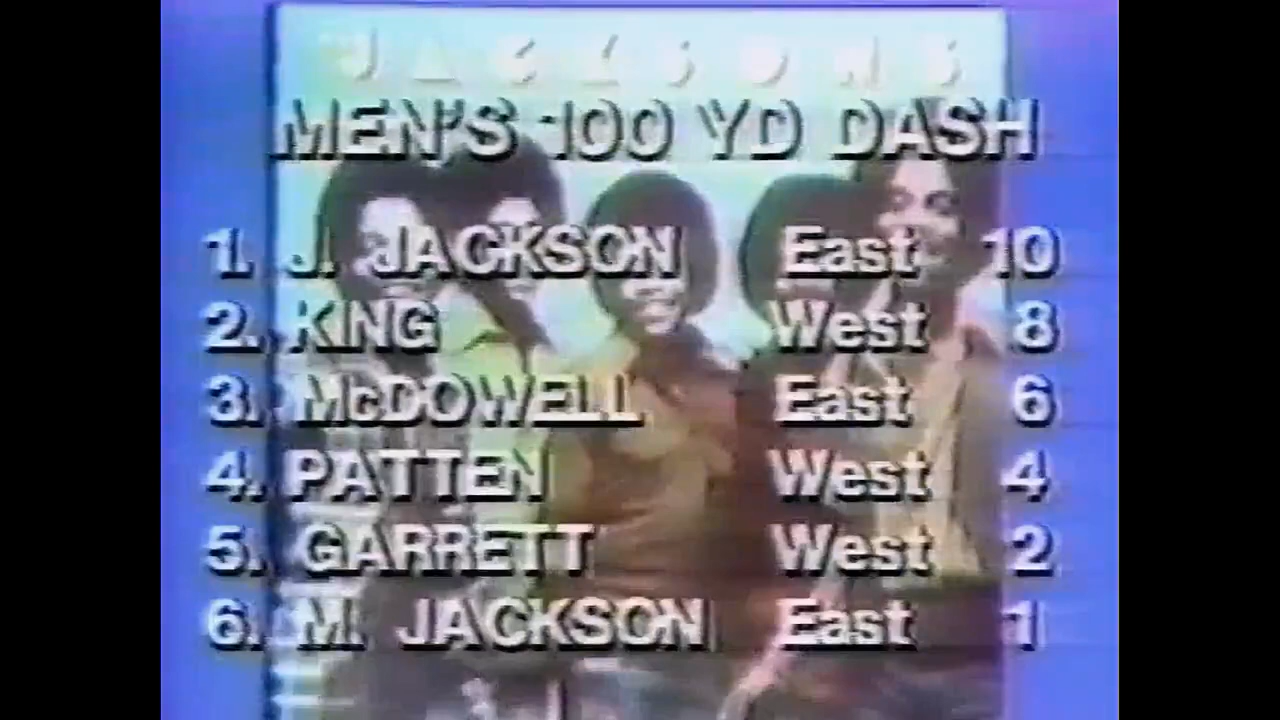 JACKSONS
MEN'S 100 YD DASH
1. J. JACKSON East 10
2. KING West 8
3. McDOWELL East 6
4. PATTEN West 4
5. GARRETT West 2
6. M. JACKSON East 1